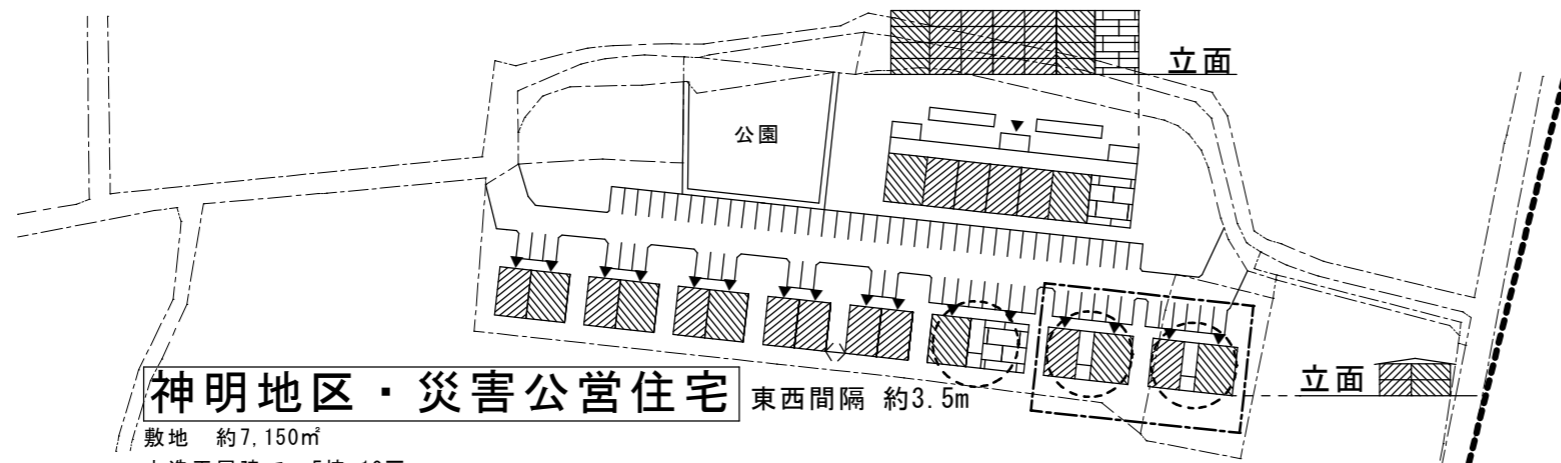 立面
公園
立面
神明地区・災害公営住宅
東西間隔 約3.5m
敷地 約7,150㎡